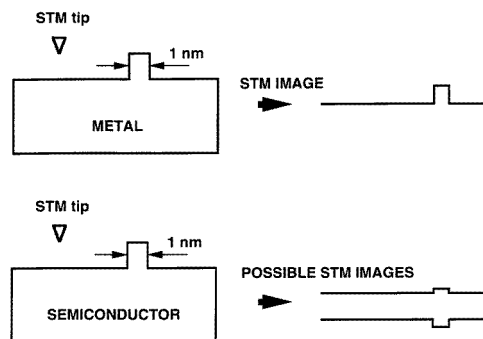 STM tip
1 nm
STM IMAGE
METAL
STM tip
1 nm
POSSIBLE STM IMAGES
SEMICONDUCTOR